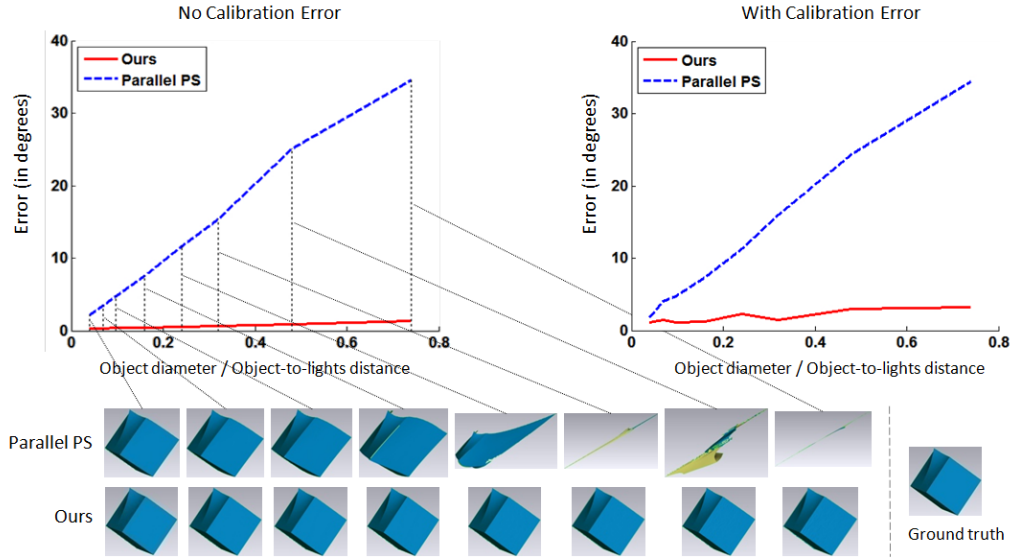 No Calibration Error
With Calibration Error
40
30
20
10
0
0
0.2
0.4
0.6
0.8
Ours
Parallel PS
Error (in degrees)
Object diameter / Object-to-lights distance
40
30
20
10
0
0
0.2
0.4
0.6
0.8
Ours
Parallel PS
Error (in degrees)
Object diameter / Object-to-lights distance
Parallel PS
Ours
Ground truth